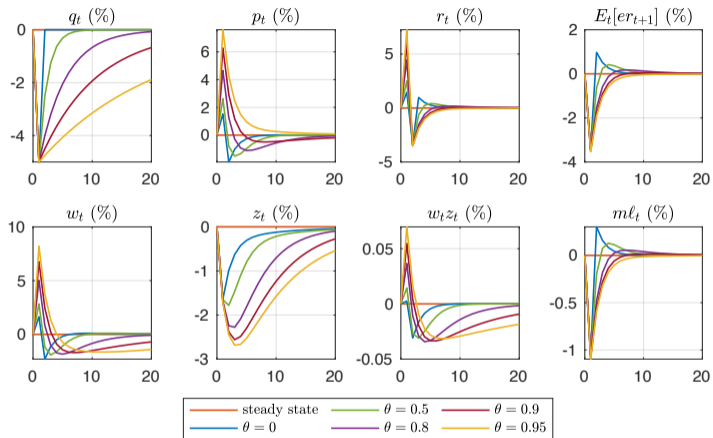 q_t (%)
p_t (%)
r_t (%)
E_t[er_{t+1}] (%)
0
-2
-4
0 10 20
6
4
2
0
0 10 20
5
0
-5
0 10 20
2
0
-2
-4
0 10 20
w_t (%)
z_t (%)
w_tz_t (%)
mℓ_t (%)
10
5
0
0 10 20
0
-1
-2
-3
0 10 20
0.05
0
-0.05
0 10 20
0
-0.5
-1
0 10 20
steady state
θ = 0.5
θ = 0.9
θ = 0
θ = 0.8
θ = 0.95